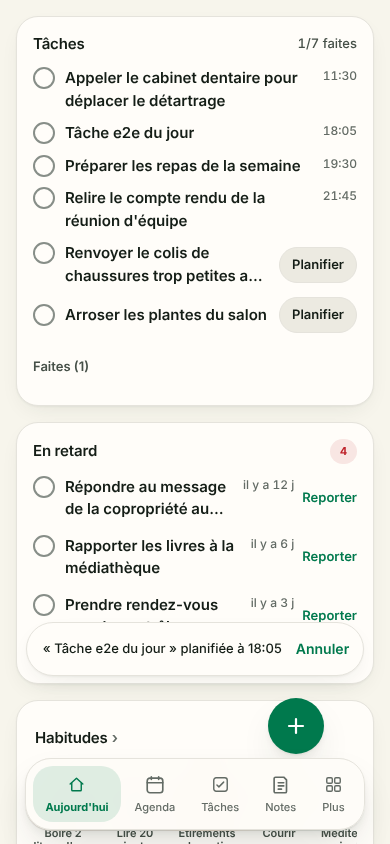 Tâches
1/7 faites
Appeler le cabinet dentaire pour
déplacer le détartrage
11:30
Tâche e2e du jour
18:05
Préparer les repas de la semaine
19:30
Relire le compte rendu de la
réunion d'équipe
21:45
Renvoyer le colis de
chaussures trop petites a...
Planifier
Arroser les plantes du salon
Planifier
Faites (1)
En retard
4
Répondre au message
de la copropriété au...
il y a 12 j
Reporter
Rapporter les livres à la
médiathèque
il y a 6 j
Reporter
Prendre rendez-vous
il y a 3 j
Reporter
« Tâche e2e du jour » planifiée à 18:05
Annuler
Habitudes ›
Aujourd'hui
Agenda
Tâches
Notes
Plus
Boire 2
Lire 20
Étirements
Courir
Médite